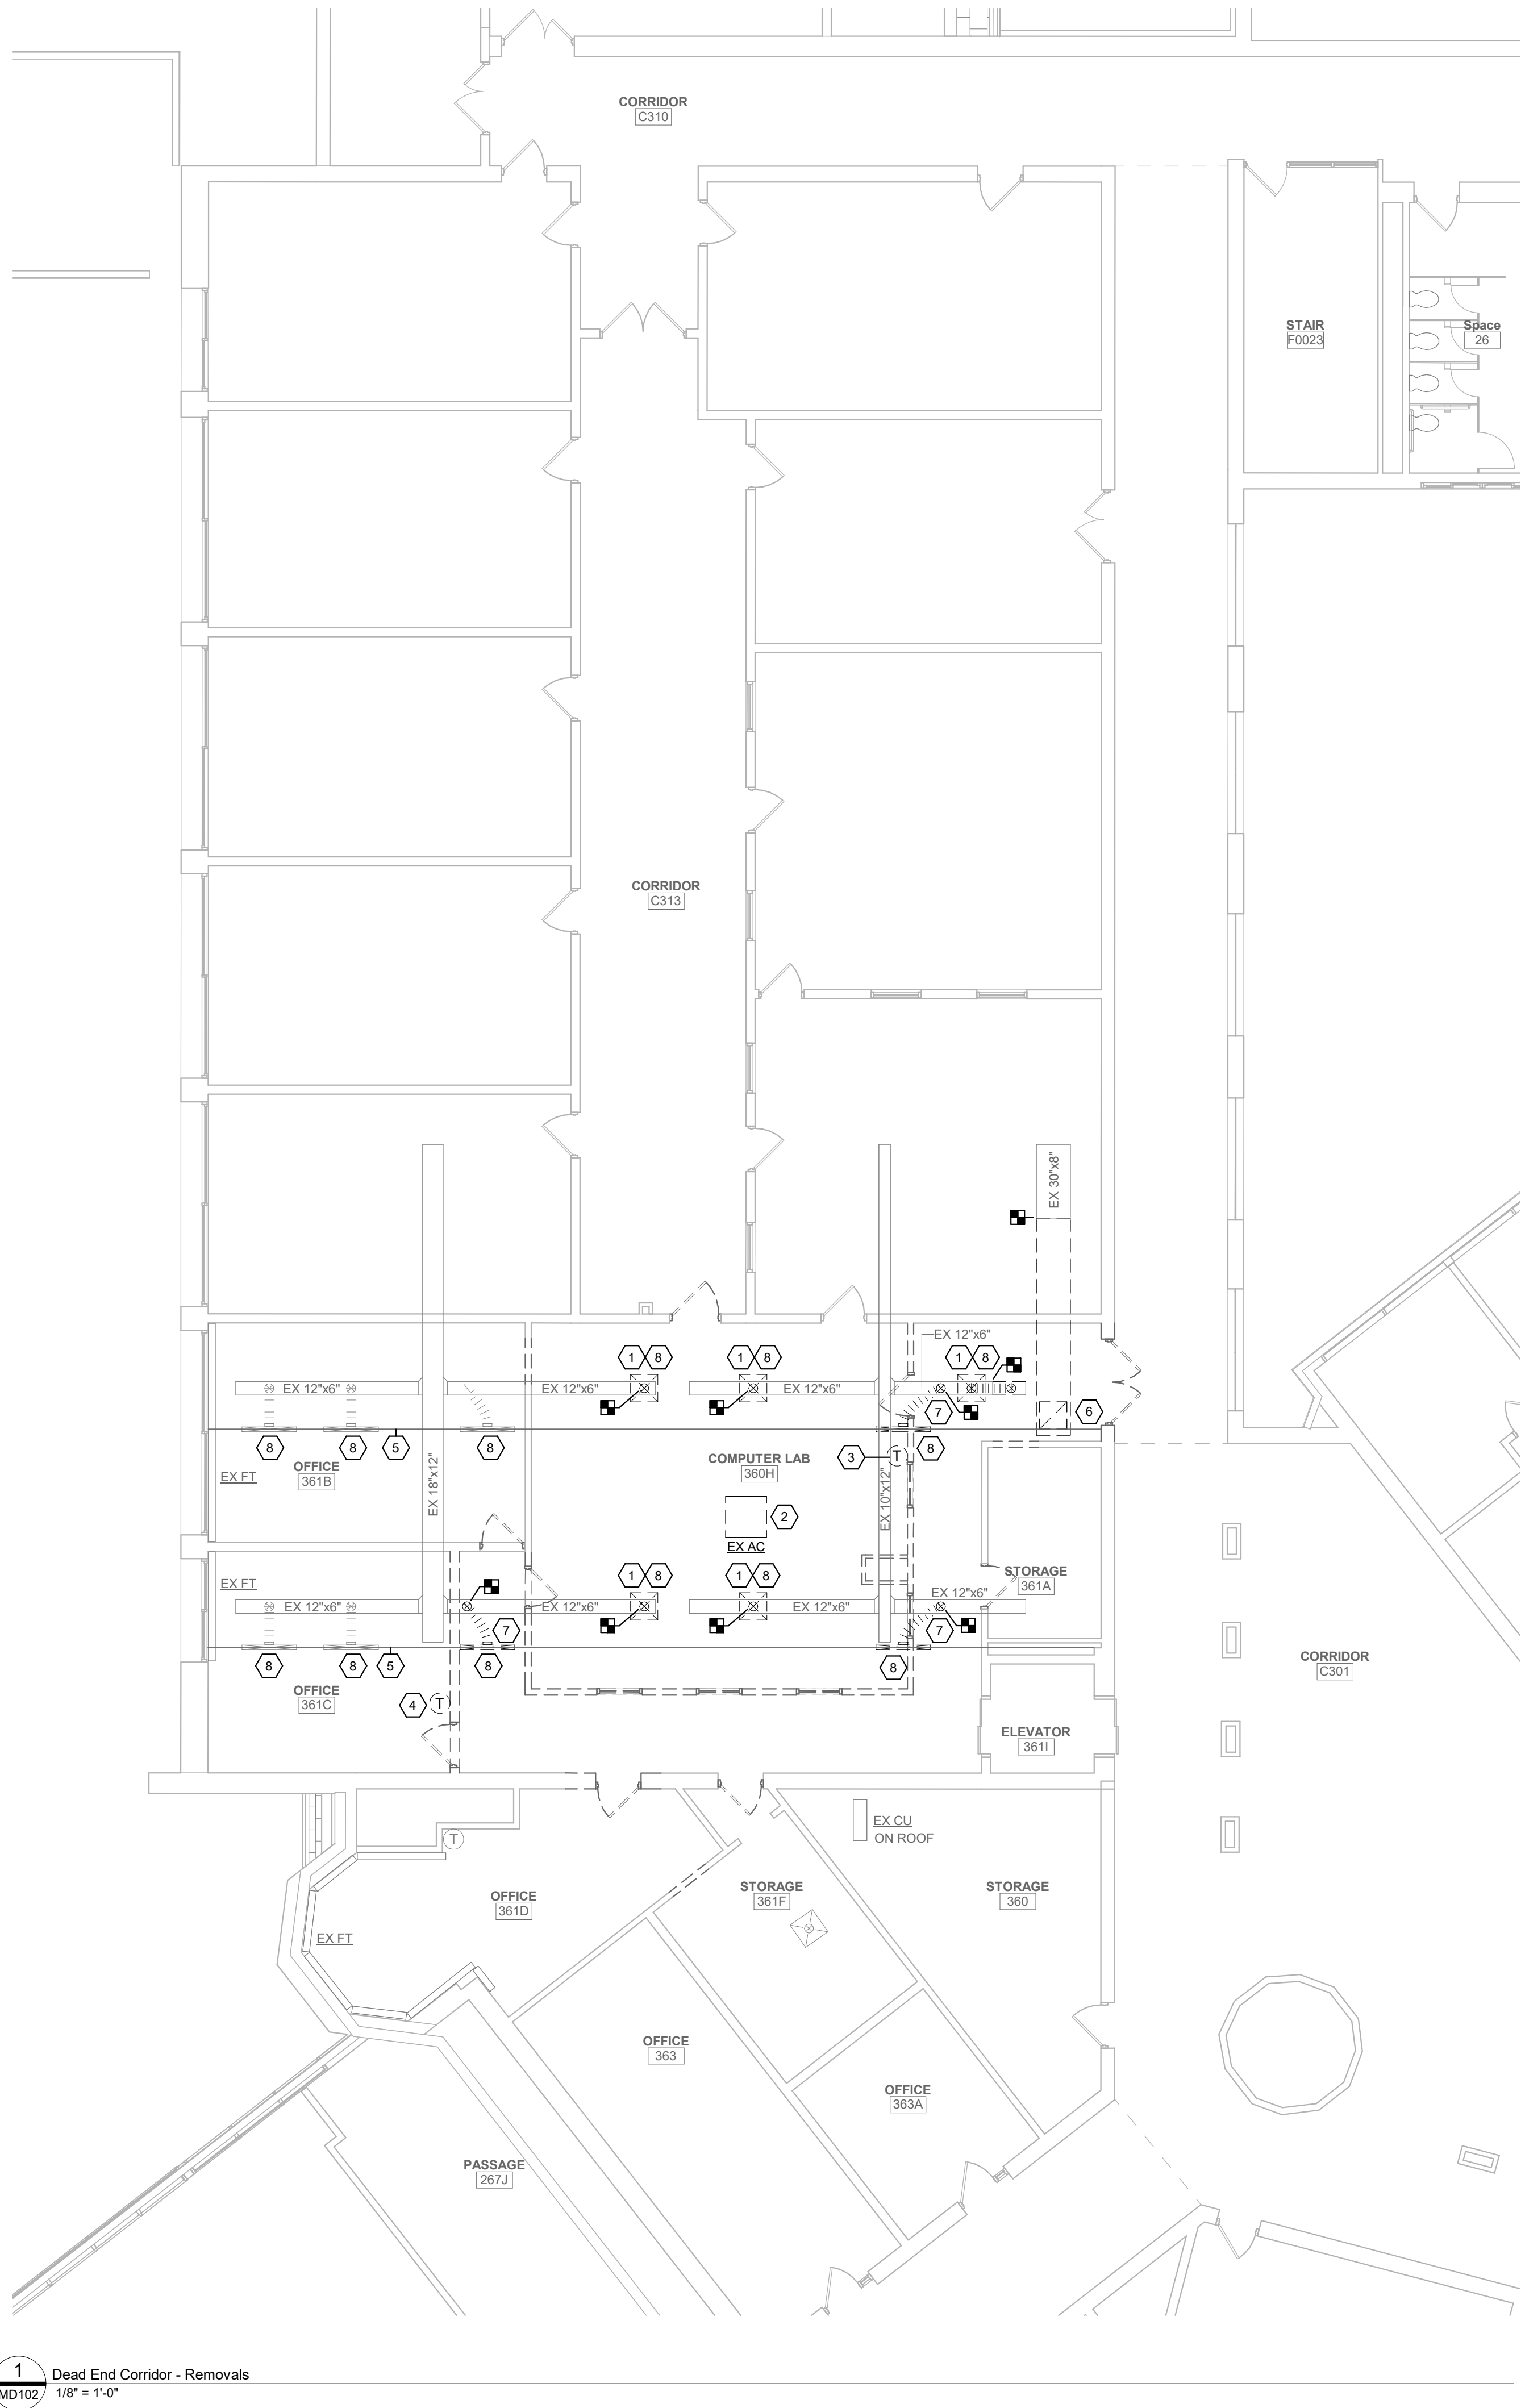 CORRIDOR
C310
STAIR
F0023
Space
26
CORRIDOR
C313
EX 30"x8"
EX 12"x6"
1 8
1 8
1 8
EX 12"x6"
EX 12"x6"
EX 12"x6"
7
6
8
8
8
8
5
3
T
OFFICE
361B
EX FT
EX 18"x12"
COMPUTER LAB
360H
EX 10"x12"
2
EX AC
STORAGE
361A
EX FT
1 8
1 8
EX 12"x6"
EX 12"x6"
EX 12"x6"
EX 12"x6"
7
7
8
8
5
8
8
OFFICE
361C
4
T
CORRIDOR
C301
ELEVATOR
361I
EX CU
ON ROOF
T
OFFICE
361D
STORAGE
361F
STORAGE
360
EX FT
OFFICE
363
OFFICE
363A
PASSAGE
267J
1
MD102
Dead End Corridor - Removals
1/8" = 1'-0"